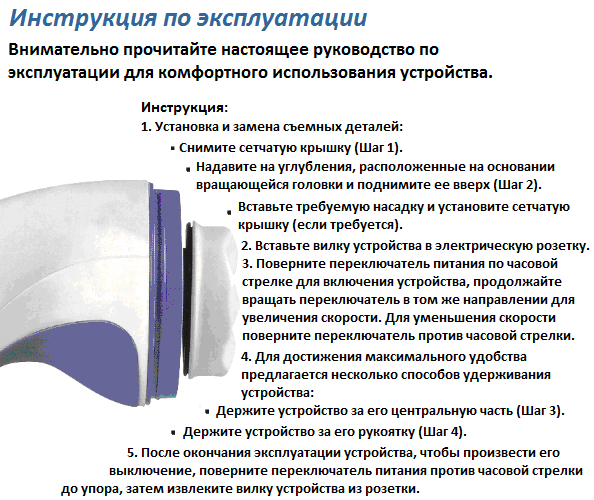 Инструкция по эксплуатации
Внимательно прочитайте настоящее руководство по
эксплуатации для комфортного использования устройства.
Инструкция:
1. Установка и замена съемных деталей:
▪ Снимите сетчатую крышку (Шаг 1).
▪ Надавите на углубления, расположенные на основании
вращающейся головки и поднимите ее вверх (Шаг 2).
▪ Вставьте требуемую насадку и установите сетчатую
крышку (если требуется).
2. Вставьте вилку устройства в электрическую розетку.
3. Поверните переключатель питания по часовой
стрелке для включения устройства, продолжайте
вращать переключатель в том же направлении для
увеличения скорости. Для уменьшения скорости
поверните переключатель против часовой стрелки.
4. Для достижения максимального удобства
предлагается несколько способов удерживания
устройства:
▪ Держите устройство за его центральную часть (Шаг 3).
▪ Держите устройство за его рукоятку (Шаг 4).
5. После окончания эксплуатации устройства, чтобы произвести его
выключение, поверните переключатель питания против часовой стрелки
до упора, затем извлеките вилку устройства из розетки.